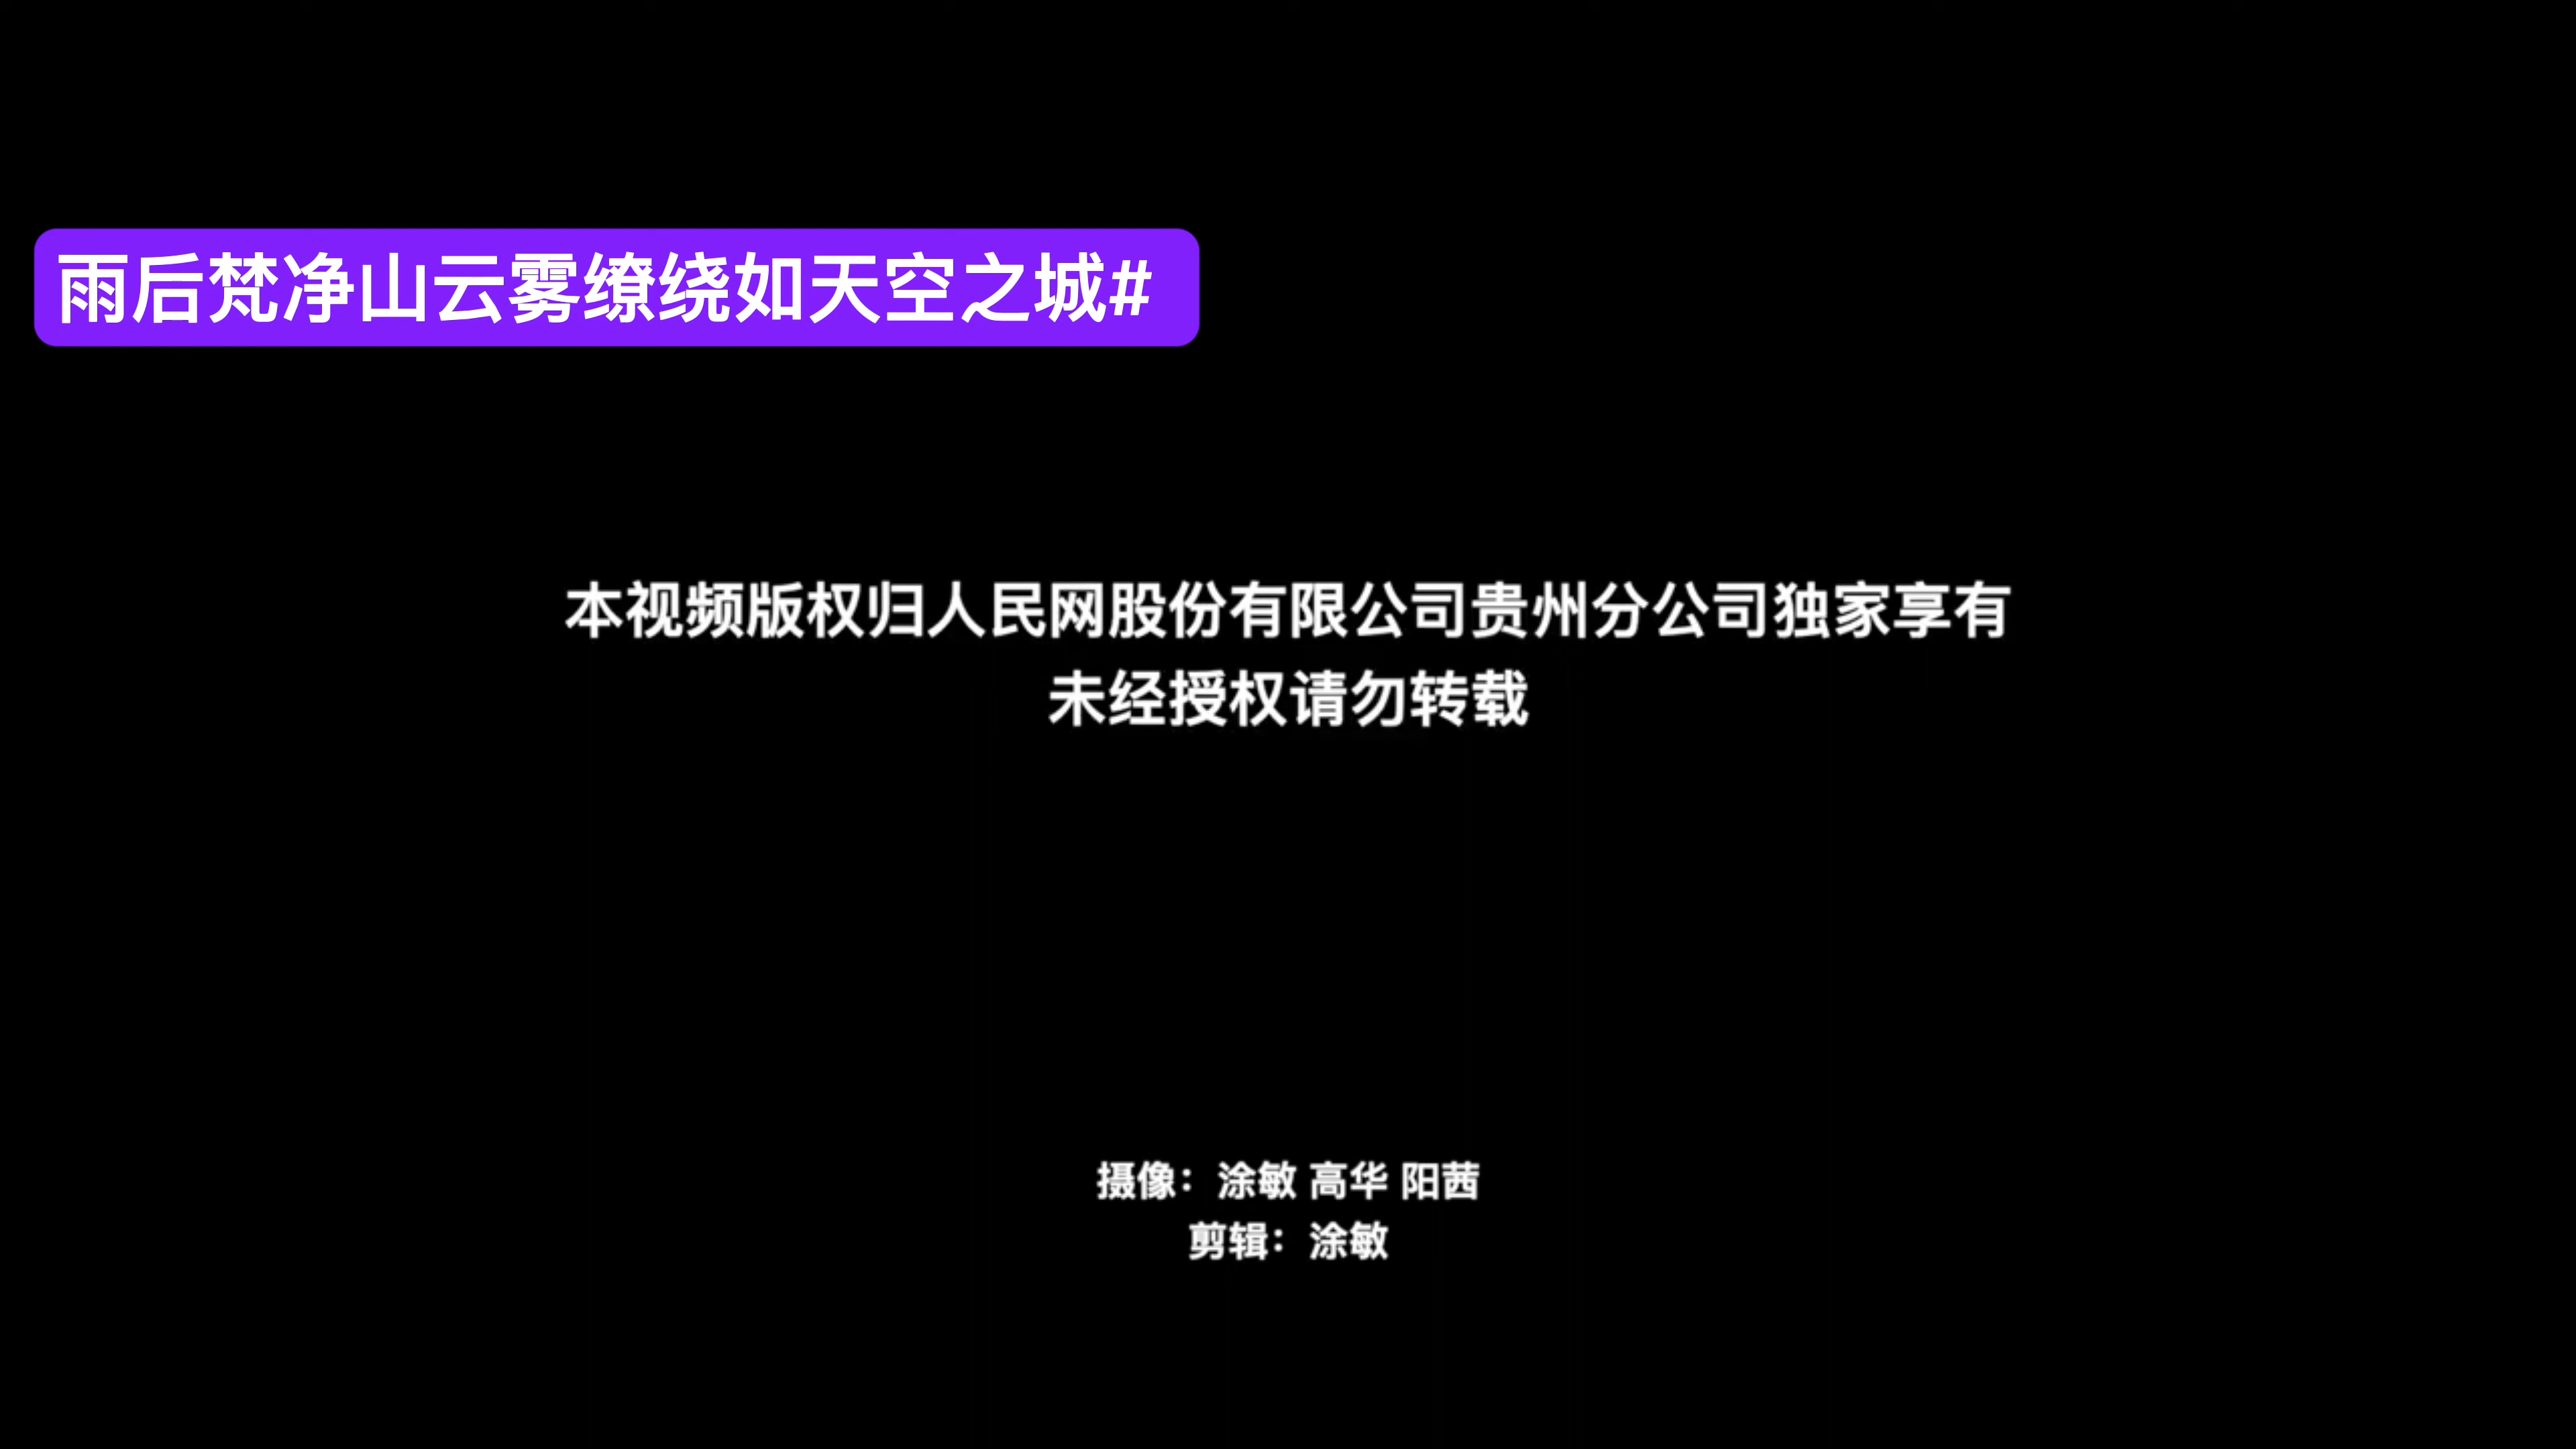 雨后梵净山云雾缭绕如天空之城#
本视频版权归人民网股份有限公司贵州分公司独家享有
未经授权请勿转载
摄像：涂敏 高华 阳茜
剪辑：涂敏